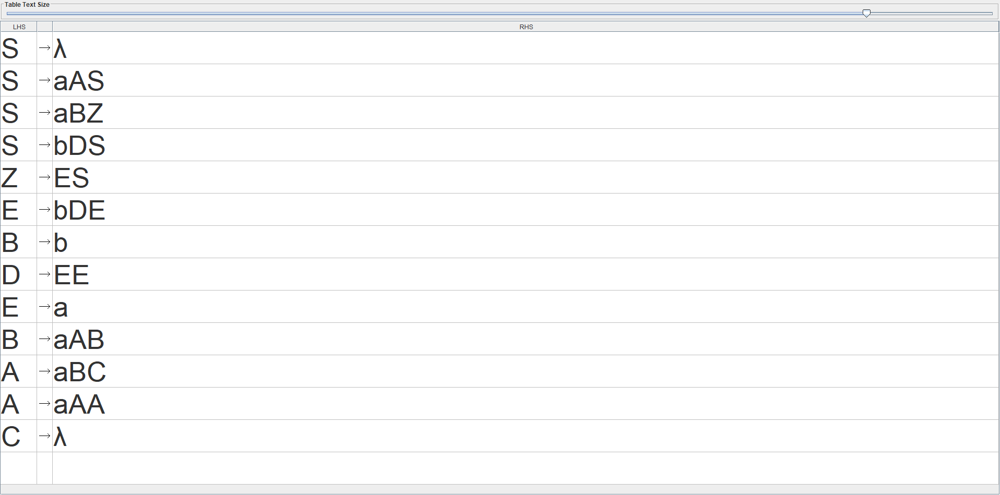 Table Text Size
LHS RHS
S → λ
S → aAS
S → aBZ
S → bDS
Z → ES
E → bDE
B → b
D → EE
E → a
B → aAB
A → aBC
A → aAA
C → λ